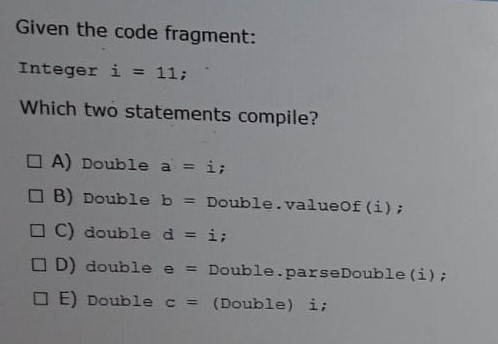 Given the code fragment:
Integer i = 11;
Which two statements compile?
□ A) Double a = i;
□ B) Double b = Double.valueOf(i);
□ C) double d = i;
□ D) double e = Double.parseDouble(i);
□ E) Double c = (Double) i;